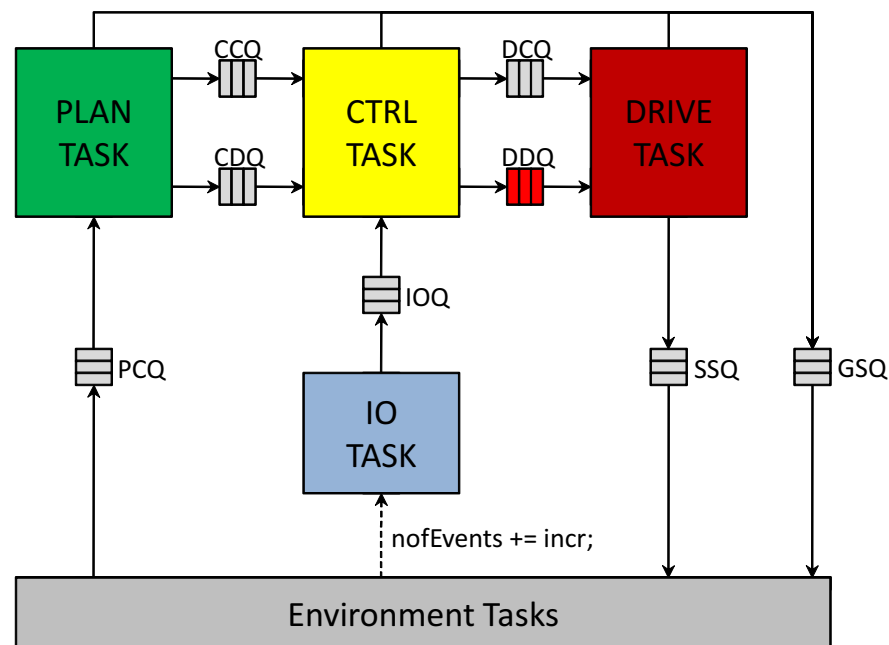 CCQ
DCQ
PLAN
TASK
CTRL
TASK
DRIVE
TASK
CDQ
DDQ
IOQ
PCQ
SSQ
GSQ
IO
TASK
nofEvents += incr;
Environment Tasks